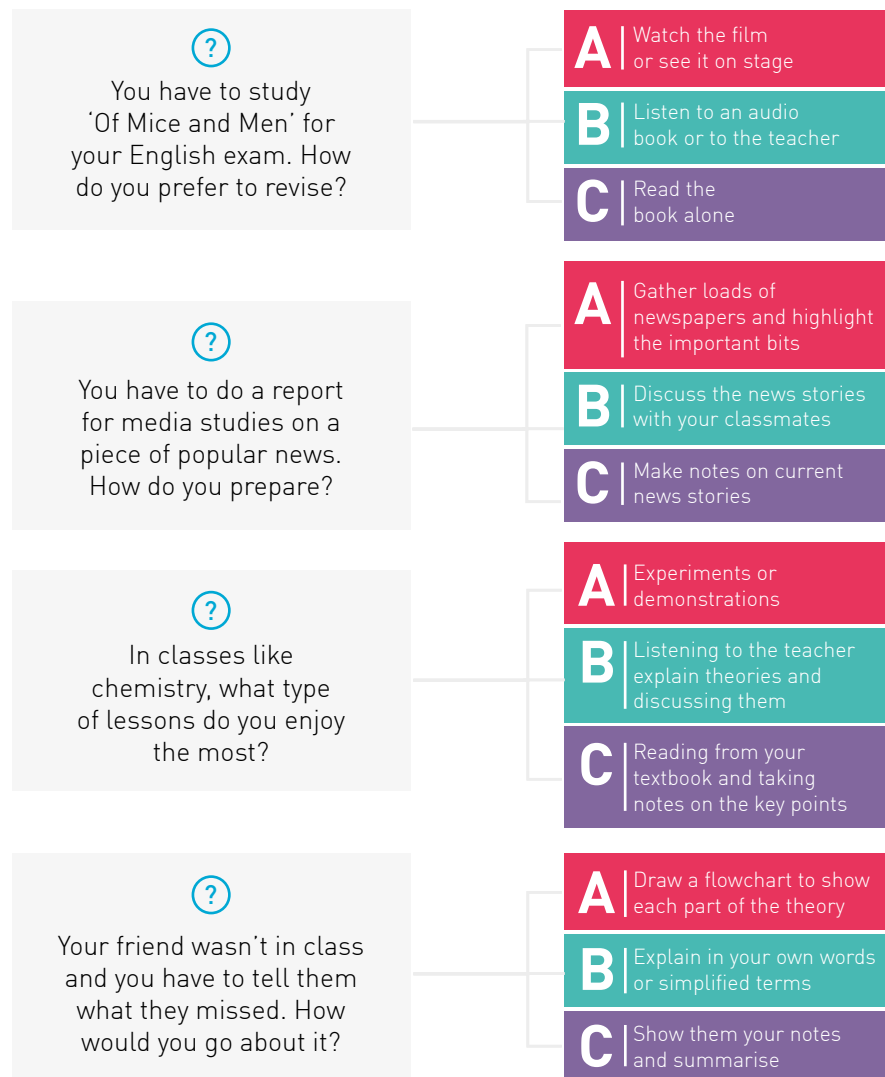 ?
You have to study
‘Of Mice and Men’ for
your English exam. How
do you prefer to revise?
A
Watch the film
or see it on stage
B
Listen to an audio
book or to the teacher
C
Read the
book alone
?
You have to do a report
for media studies on a
piece of popular news.
How do you prepare?
A
Gather loads of
newspapers and highlight
the important bits
B
Discuss the news stories
with your classmates
C
Make notes on current
news stories
?
In classes like
chemistry, what type
of lessons do you enjoy
the most?
A
Experiments or
demonstrations
B
Listening to the teacher
explain theories and
discussing them
C
Reading from your
textbook and taking
notes on the key points
?
Your friend wasn’t in class
and you have to tell them
what they missed. How
would you go about it?
A
Draw a flowchart to show
each part of the theory
B
Explain in your own words
or simplified terms
C
Show them your notes
and summarise